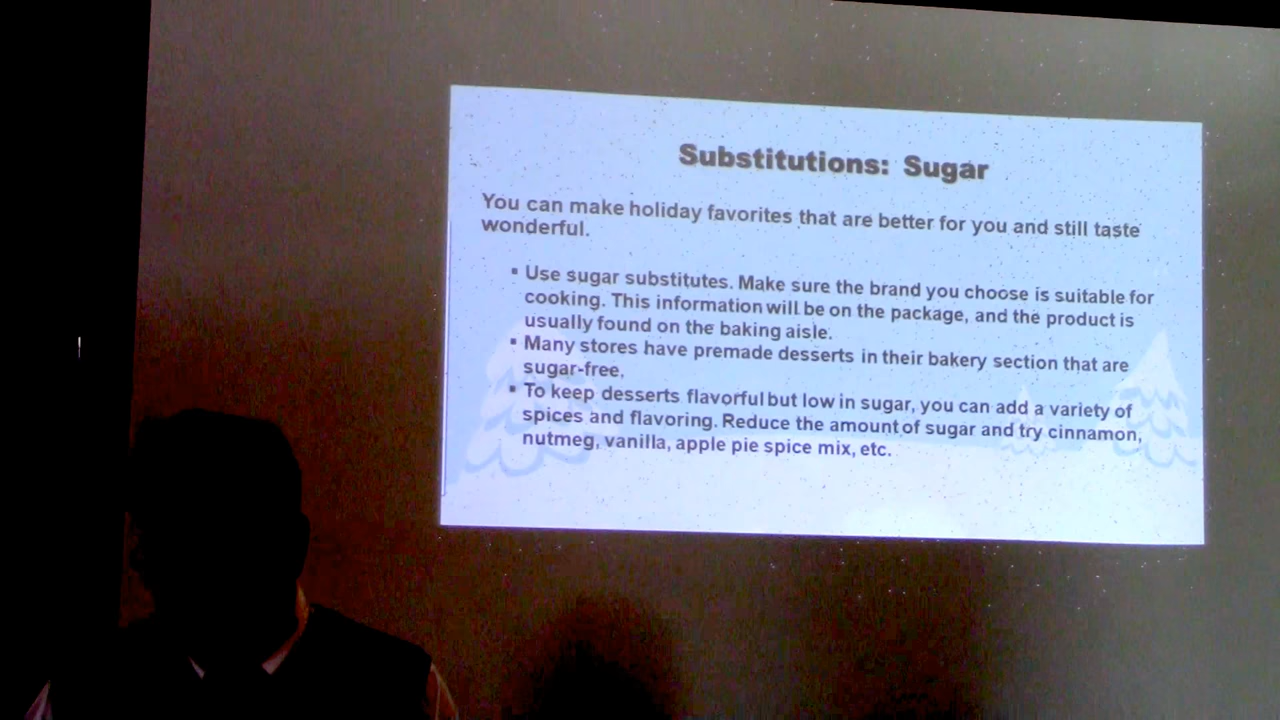 Substitutions: Sugar
You can make holiday favorites that are better for you and still taste
wonderful.
▪ Use sugar substitutes. Make sure the brand you choose is suitable for
cooking. This information will be on the package, and the product is
usually found on the baking aisle.
▪ Many stores have premade desserts in their bakery section that are
sugar-free.
▪ To keep desserts flavorful but low in sugar, you can add a variety of
spices and flavoring. Reduce the amount of sugar and try cinnamon,
nutmeg, vanilla, apple pie spice mix, etc.